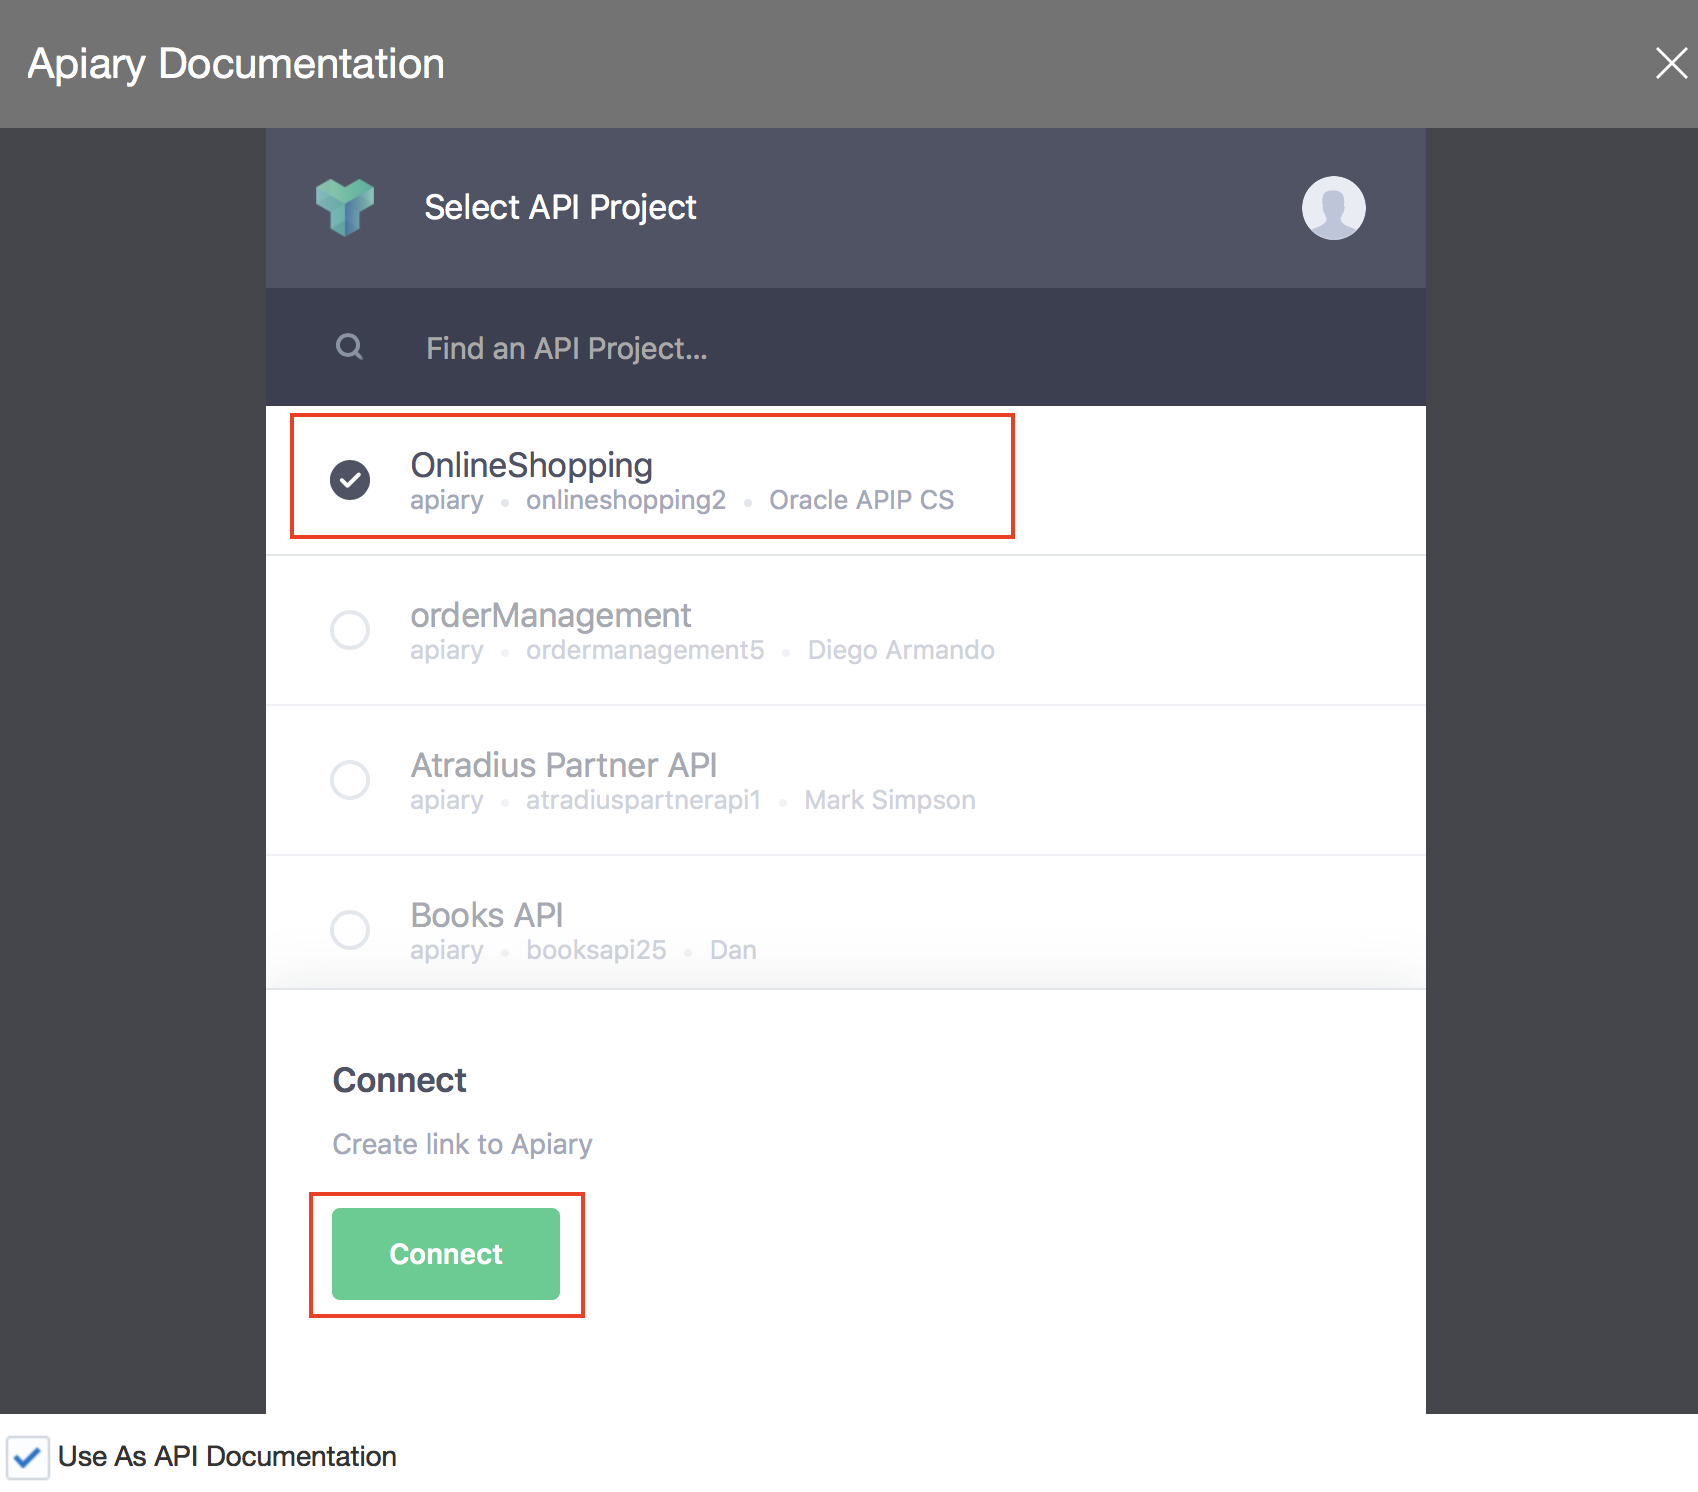 Apiary Documentation
Select API Project
Find an API Project...
OnlineShopping
apiary • onlineshopping2 • Oracle APIP CS
orderManagement
apiary • ordermanagement5 • Diego Armando
Atradius Partner API
apiary • atradiuspartnerapi1 • Mark Simpson
Books API
apiary • booksapi25 • Dan
Connect
Create link to Apiary
Connect
Use As API Documentation